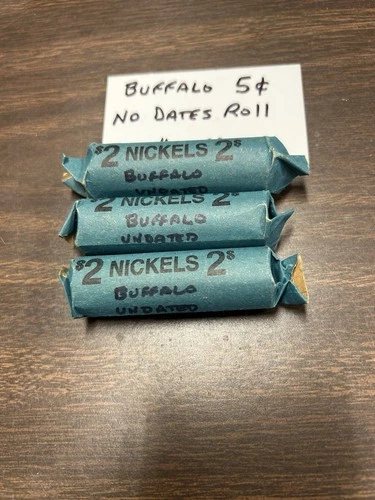 BUFFALO 5¢
NO DATES ROLL
$2 NICKELS 2$
BUFFALO
UNDATED
$2 NICKELS 2$
BUFFALO
UNDATED
$2 NICKELS 2$
BUFFALO
UNDATED